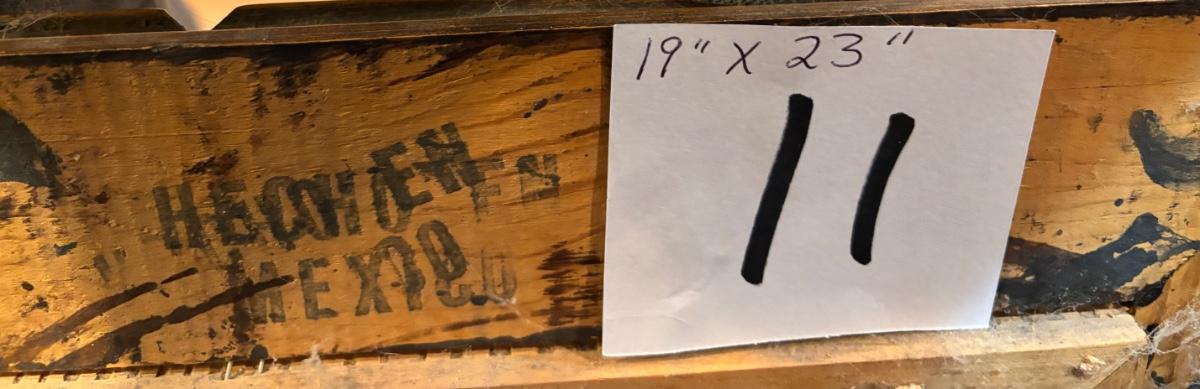 HECHO EN
MEXICO
19" X 23"
11